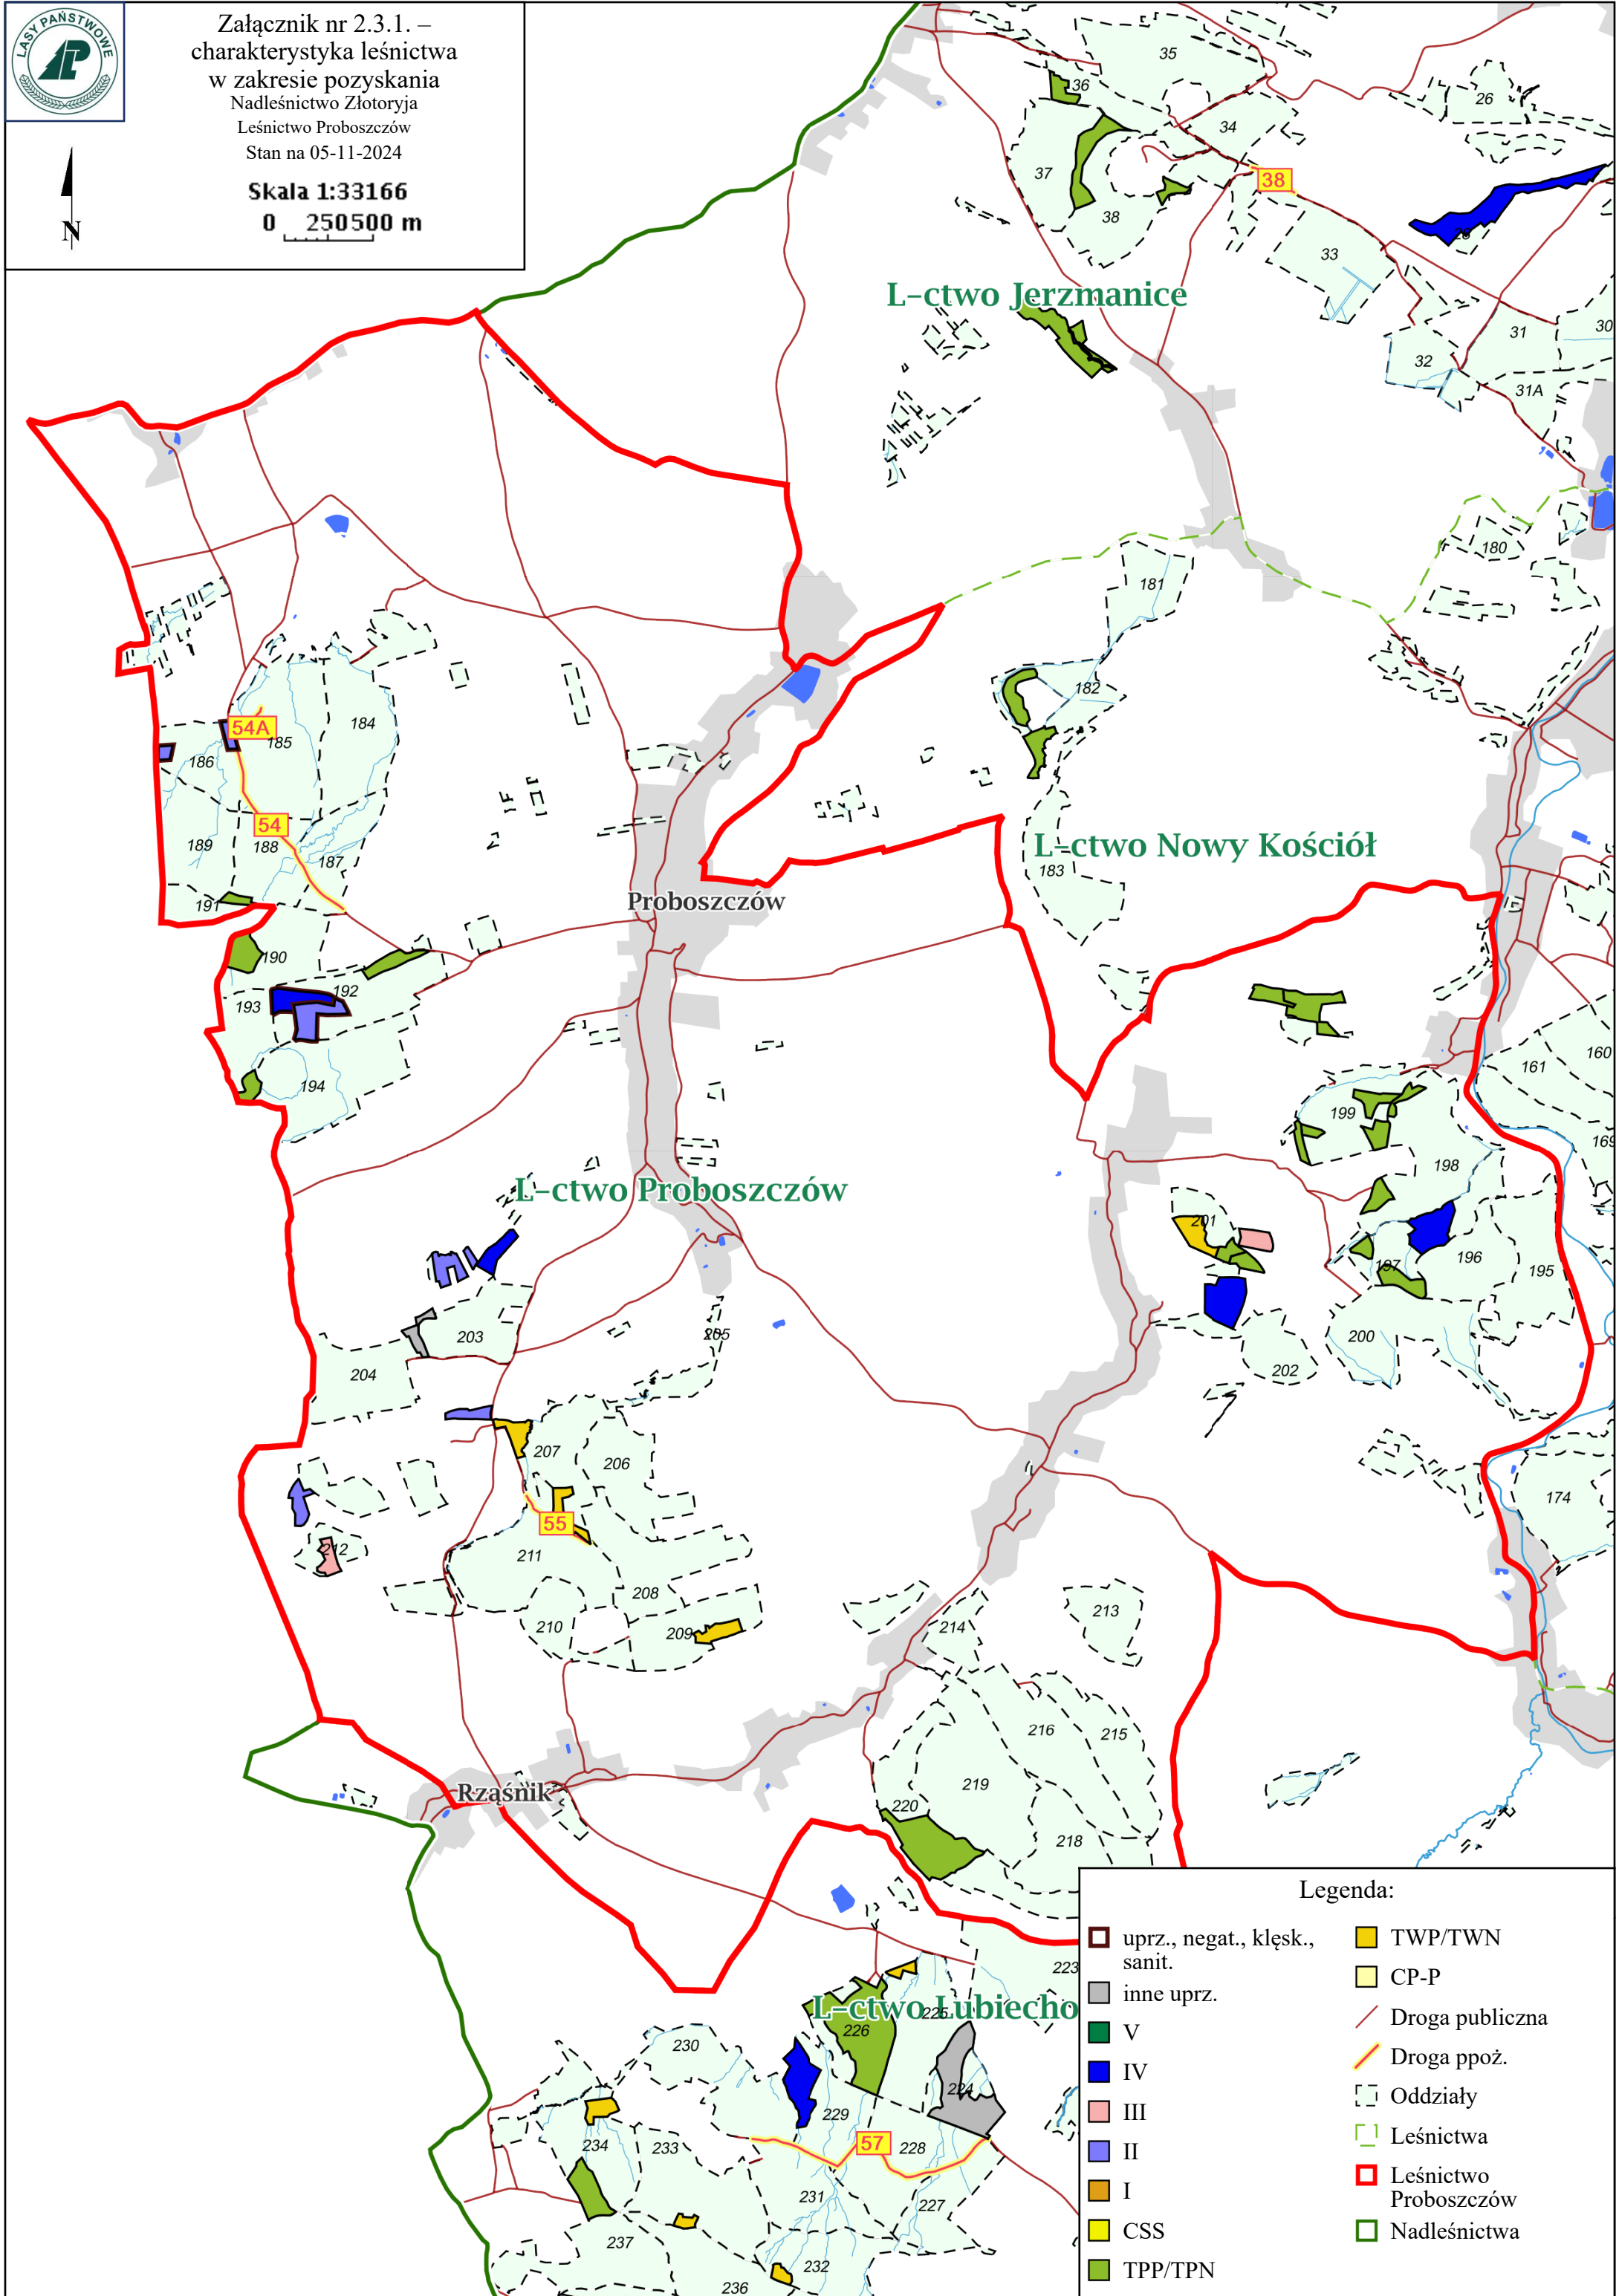 LASY PAŃSTWOWE
Załącznik nr 2.3.1. –
charakterystyka leśnictwa
w zakresie pozyskania
Nadleśnictwo Złotoryja
Leśnictwo Proboszczów
Stan na 05-11-2024
Skala 1:33166
0 250500 m
N
35
36
26
34
37
38
38
28
33
L-ctwo Jerzmanice
31
30
32
31A
180
181
182
184
54A
185
186
54
189
188
187
L-ctwo Nowy Kościół
183
191
Proboszczów
190
192
193
194
160
161
199
169
198
L-ctwo Proboszczów
201
196
197
195
203
205
200
204
202
207
206
174
55
212
211
208
213
210
209
214
216
215
219
220
218
Rząśnik
223
L-ctwo Lubiecho
225
226
230
224
229
57
228
234
233
231
227
237
232
236
Legenda:
uprz., negat., klęsk.,
sanit.
inne uprz.
V
IV
III
II
I
CSS
TPP/TPN
TWP/TWN
CP-P
Droga publiczna
Droga ppoż.
Oddziały
Leśnictwa
Leśnictwo
Proboszczów
Nadleśnictwa